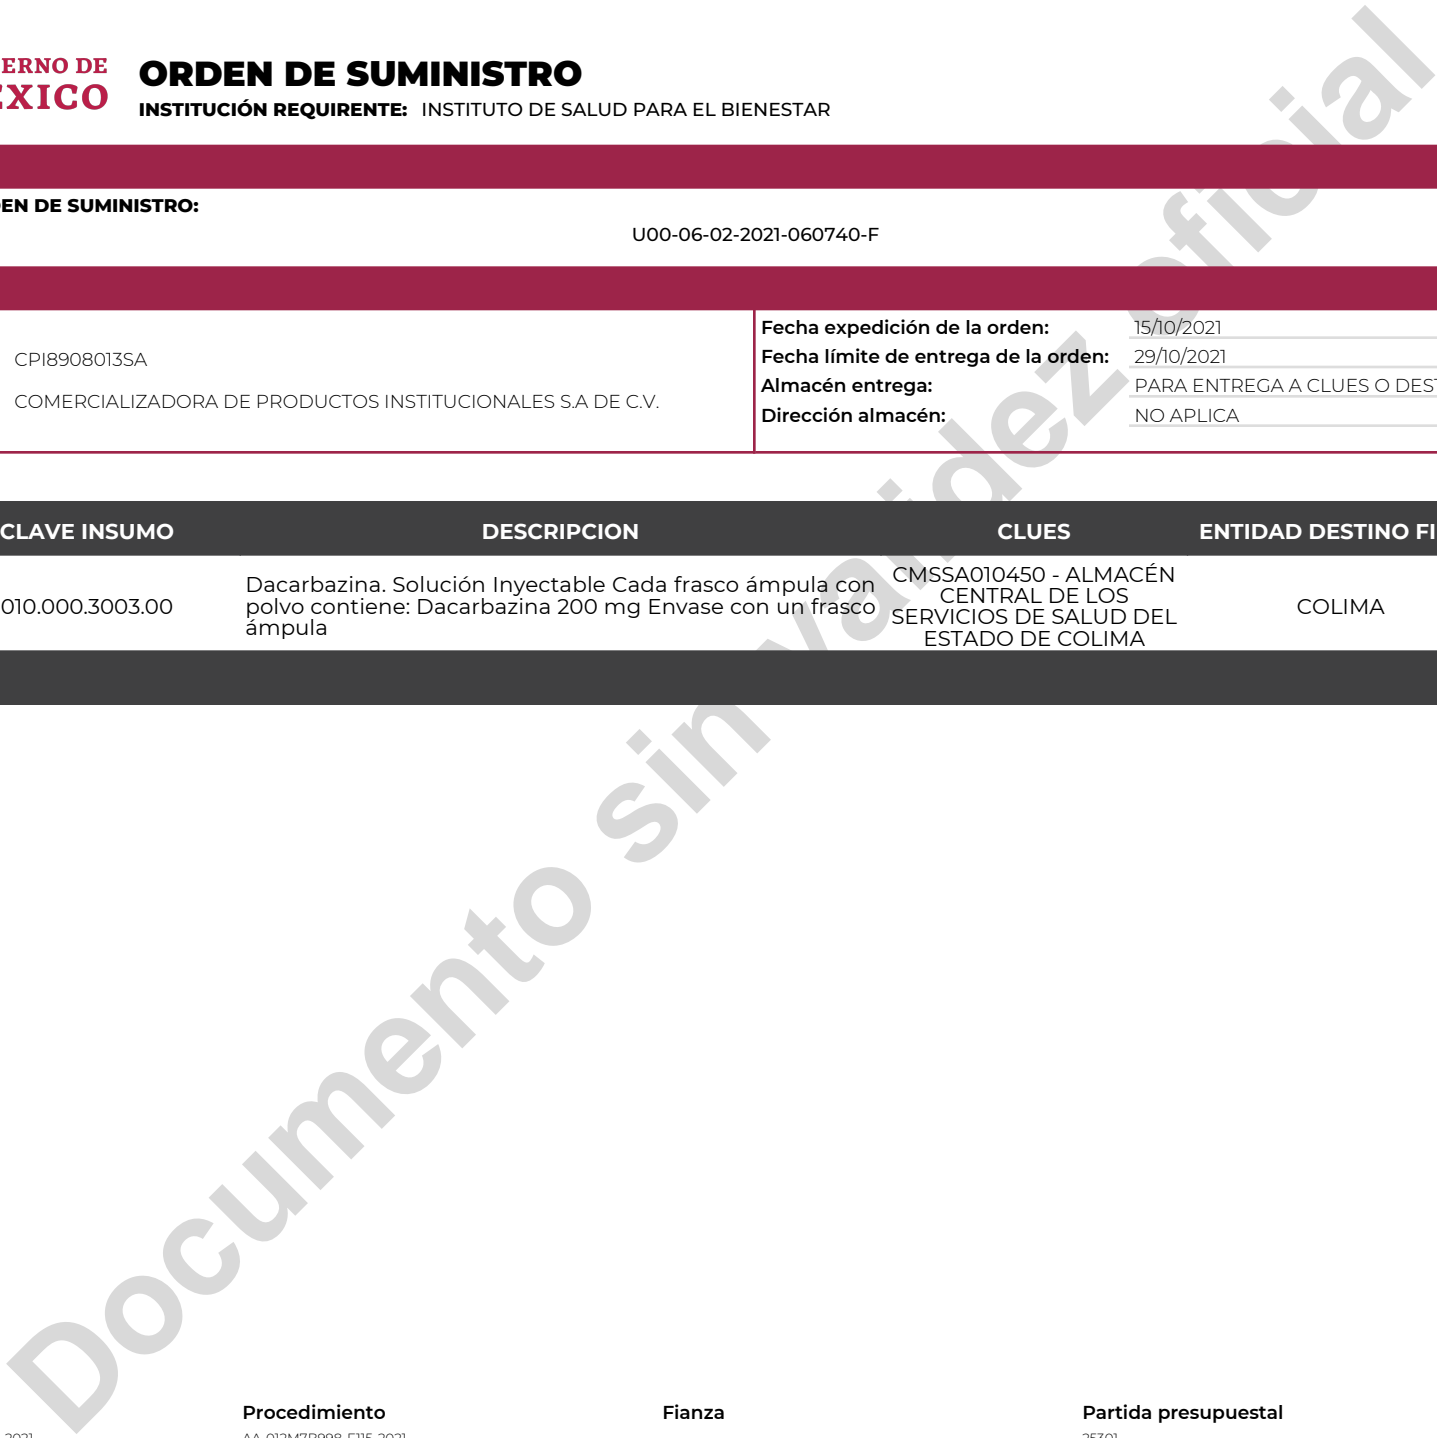 ERNO DE
EXICO
ORDEN DE SUMINISTRO
INSTITUCIÓN REQUIRENTE: INSTITUTO DE SALUD PARA EL BIENESTAR
EN DE SUMINISTRO:
U00-06-02-2021-060740-F
CPI8908013SA
COMERCIALIZADORA DE PRODUCTOS INSTITUCIONALES S.A DE C.V.
Fecha expedición de la orden: 15/10/2021
Fecha límite de entrega de la orden: 29/10/2021
Almacén entrega: PARA ENTREGA A CLUES O DEST
Dirección almacén: NO APLICA
CLAVE INSUMO DESCRIPCION CLUES ENTIDAD DESTINO FI
010.000.3003.00
Dacarbazina. Solución Inyectable Cada frasco ámpula con
polvo contiene: Dacarbazina 200 mg Envase con un frasco
ámpula
CMSSA010450 - ALMACÉN
CENTRAL DE LOS
SERVICIOS DE SALUD DEL
ESTADO DE COLIMA
COLIMA
Documento sin validez oficial
Procedimiento Fianza Partida presupuestal